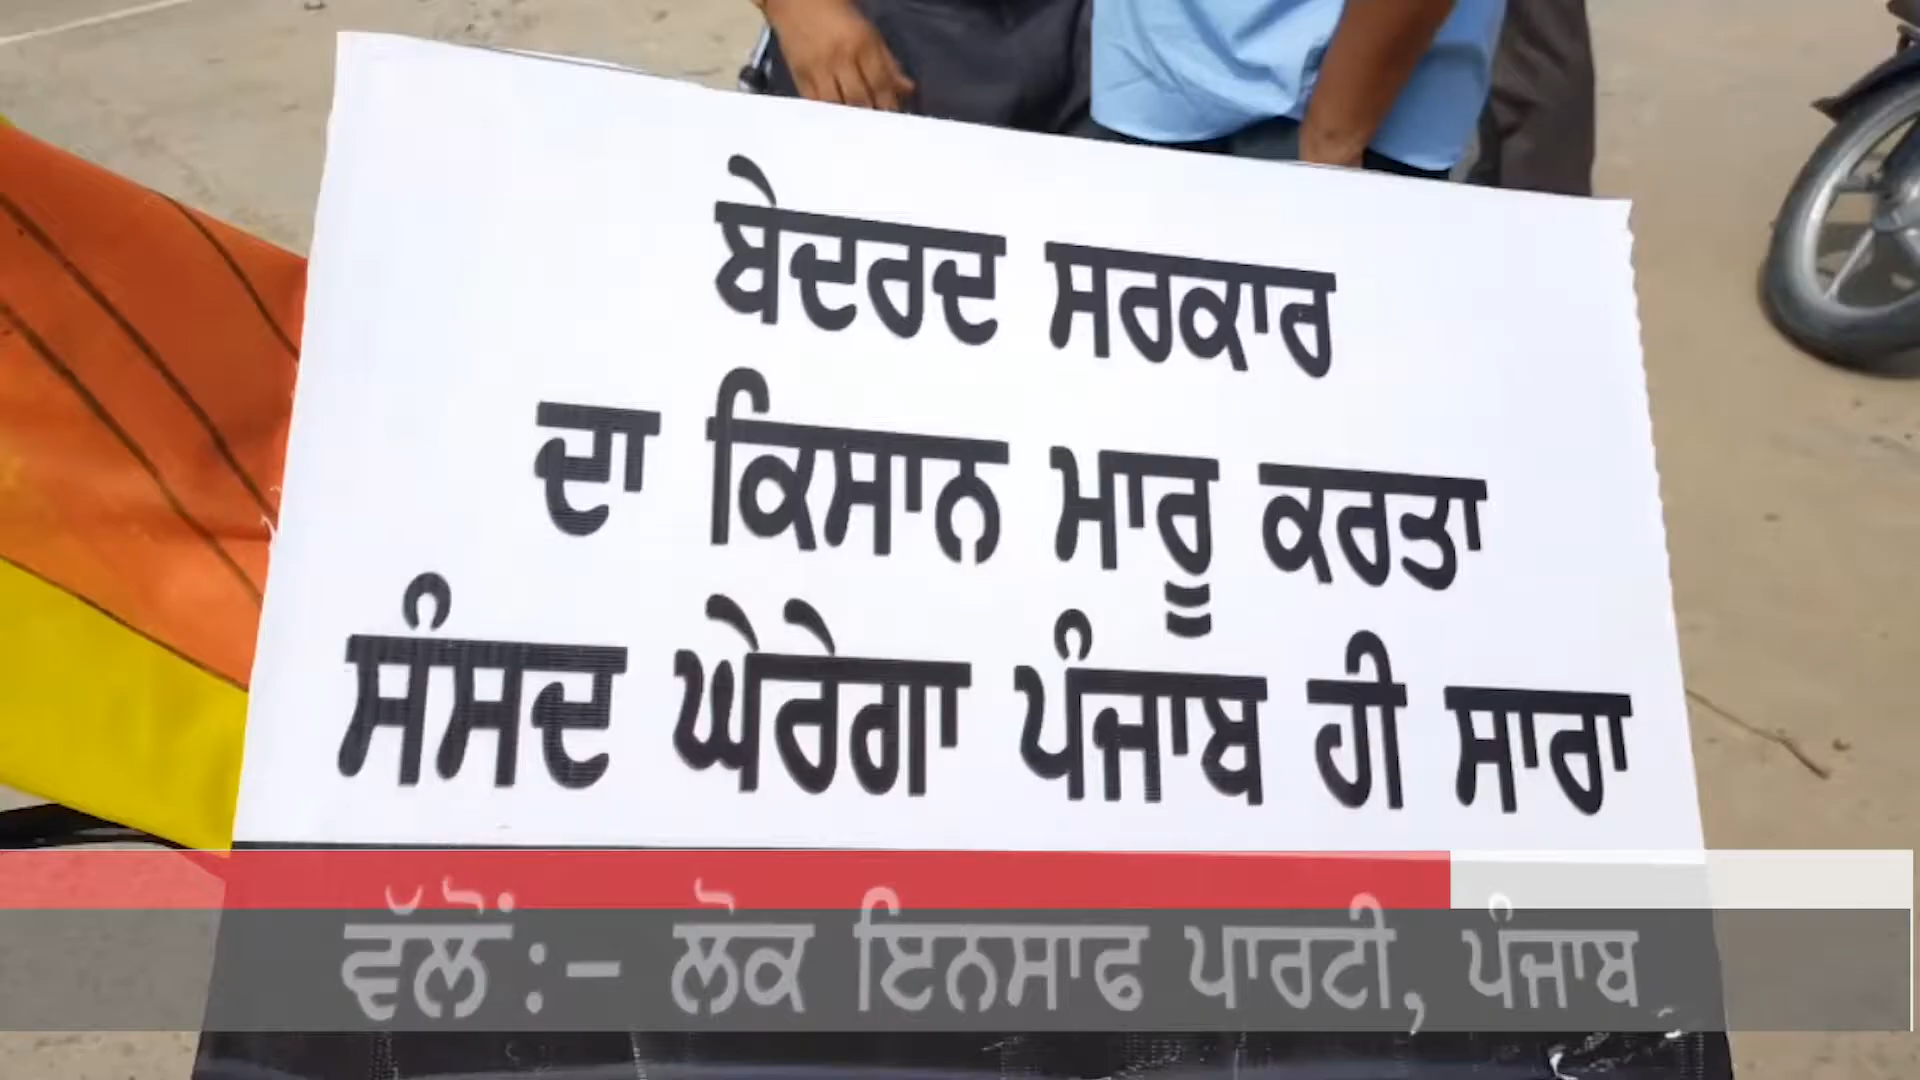 ਬੇਦਰਦ ਸਰਕਾਰ
ਦਾ ਕਿਸਾਨ ਮਾਰੂ ਕਰਤਾ
ਸੰਸਦ ਘੇਰੇਗਾ ਪੰਜਾਬ ਹੀ ਸਾਰਾ
ਵੱਲੋਂ :- ਲੋਕ ਇਨਸਾਫ ਪਾਰਟੀ, ਪੰਜਾਬ